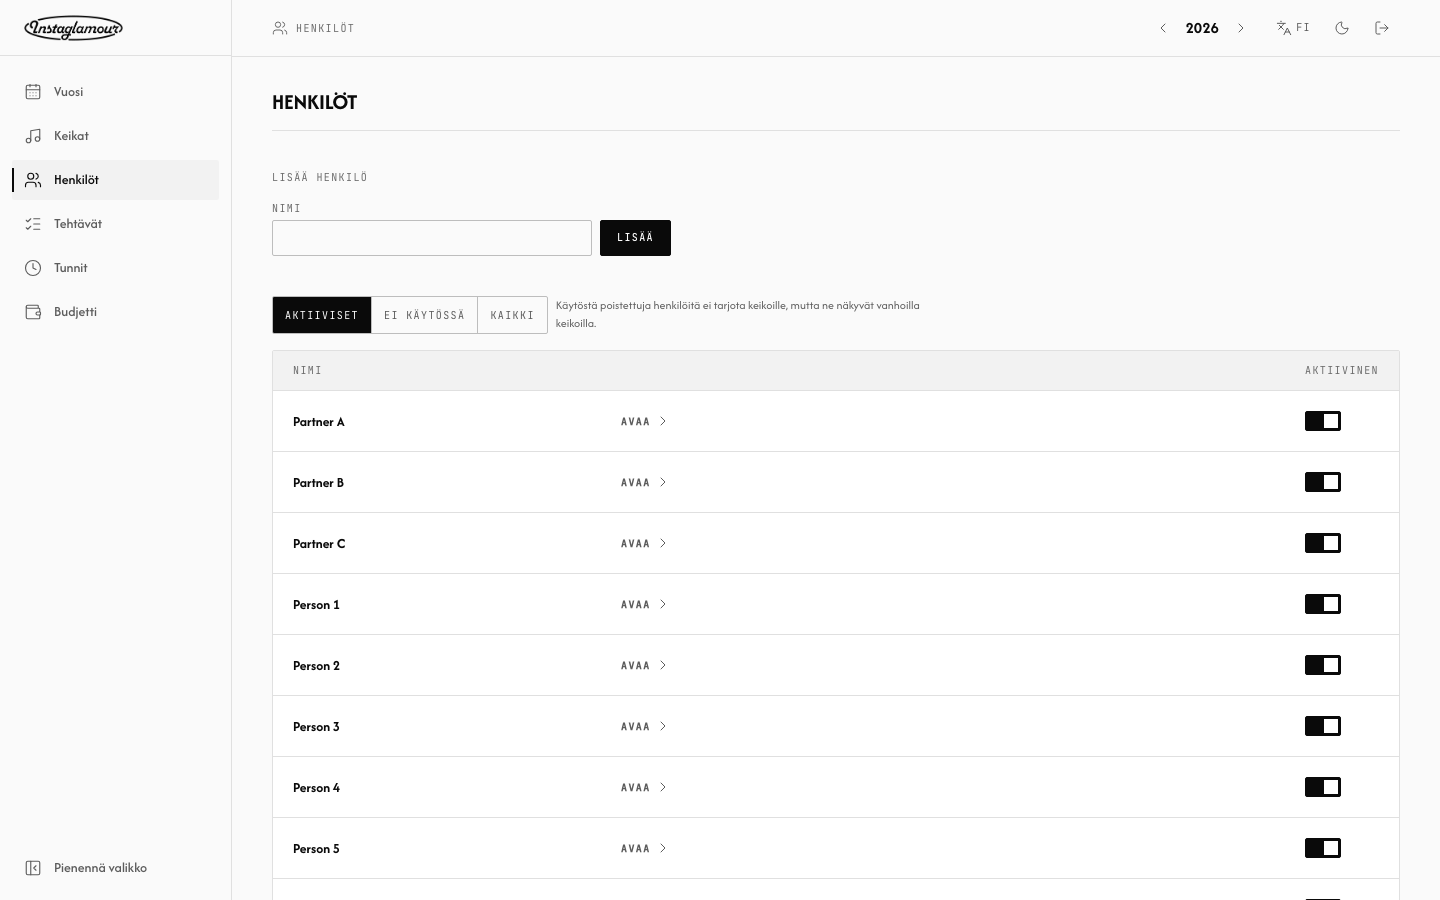 Instaglamour
HENKILÖT
2026
FI
Vuosi
Keikat
Henkilöt
Tehtävät
Tunnit
Budjetti
Pienennä valikko
HENKILÖT
LISÄÄ HENKILÖ
NIMI
LISÄÄ
AKTIIVISET
EI KÄYTÖSSÄ
KAIKKI
Käytöstä poistettuja henkilöitä ei tarjota keikoille, mutta ne näkyvät vanhoilla
keikoilla.
NIMI AKTIIVINEN
Partner A AVAA
Partner B AVAA
Partner C AVAA
Person 1 AVAA
Person 2 AVAA
Person 3 AVAA
Person 4 AVAA
Person 5 AVAA